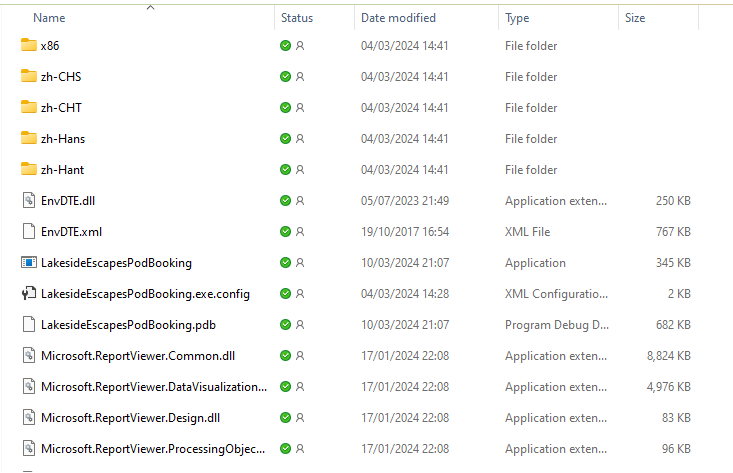 Name Status Date modified Type Size
x86 04/03/2024 14:41 File folder
zh-CHS 04/03/2024 14:41 File folder
zh-CHT 04/03/2024 14:41 File folder
zh-Hans 04/03/2024 14:41 File folder
zh-Hant 04/03/2024 14:41 File folder
EnvDTE.dll 05/07/2023 21:49 Application exten... 250 KB
EnvDTE.xml 19/10/2017 16:54 XML File 767 KB
LakesideEscapesPodBooking 10/03/2024 21:07 Application 345 KB
LakesideEscapesPodBooking.exe.config 04/03/2024 14:28 XML Configuratio... 2 KB
LakesideEscapesPodBooking.pdb 10/03/2024 21:07 Program Debug D... 682 KB
Microsoft.ReportViewer.Common.dll 17/01/2024 22:08 Application exten... 8,824 KB
Microsoft.ReportViewer.DataVisualization... 17/01/2024 22:08 Application exten... 4,976 KB
Microsoft.ReportViewer.Design.dll 17/01/2024 22:08 Application exten... 83 KB
Microsoft.ReportViewer.ProcessingObjec... 17/01/2024 22:08 Application exten... 96 KB